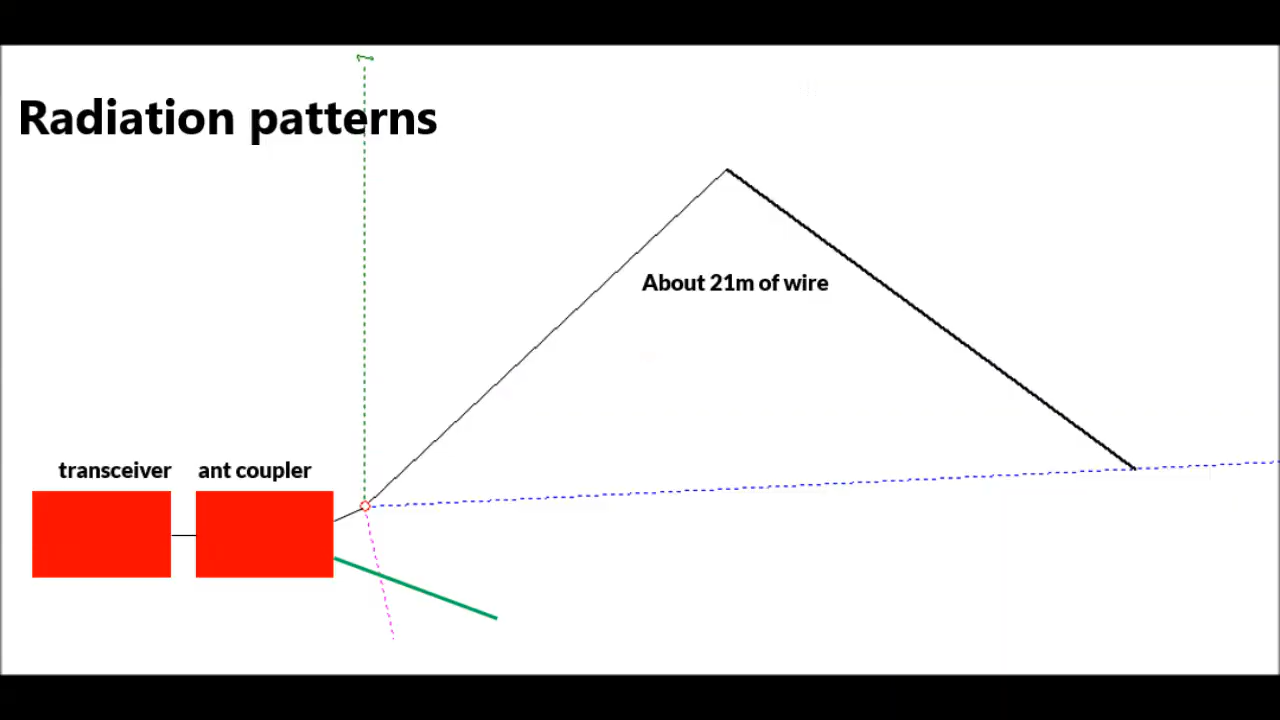 Radiation patterns
About 21m of wire
transceiver ant coupler